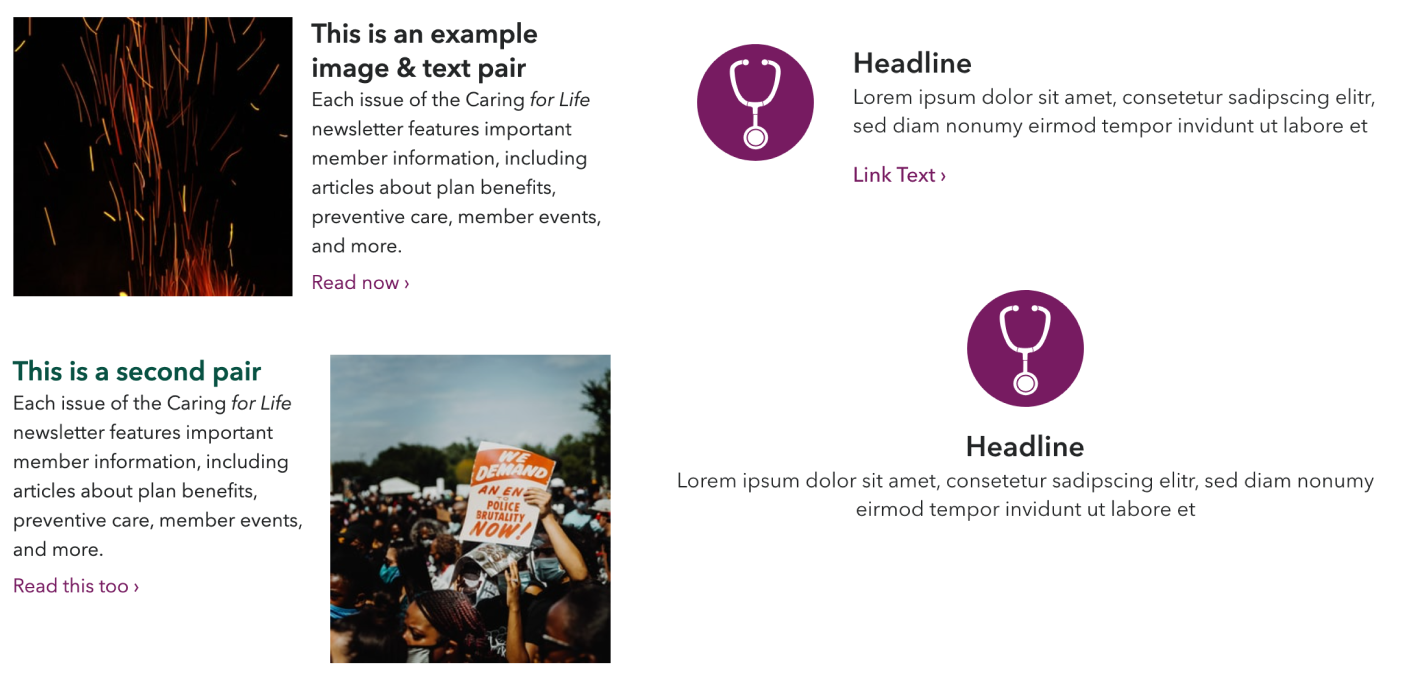 This is an example
image & text pair
Each issue of the Caring for Life
newsletter features important
member information, including
articles about plan benefits,
preventive care, member events,
and more.
Read now ›
This is a second pair
Each issue of the Caring for Life
newsletter features important
member information, including
articles about plan benefits,
preventive care, member events,
and more.
Read this too ›
WE
DEMAND
AN EN
TO
POLICE
BRUTALITY
NOW!
Headline
Lorem ipsum dolor sit amet, consetetur sadipscing elitr,
sed diam nonumy eirmod tempor invidunt ut labore et
Link Text ›
Headline
Lorem ipsum dolor sit amet, consetetur sadipscing elitr, sed diam nonumy
eirmod tempor invidunt ut labore et